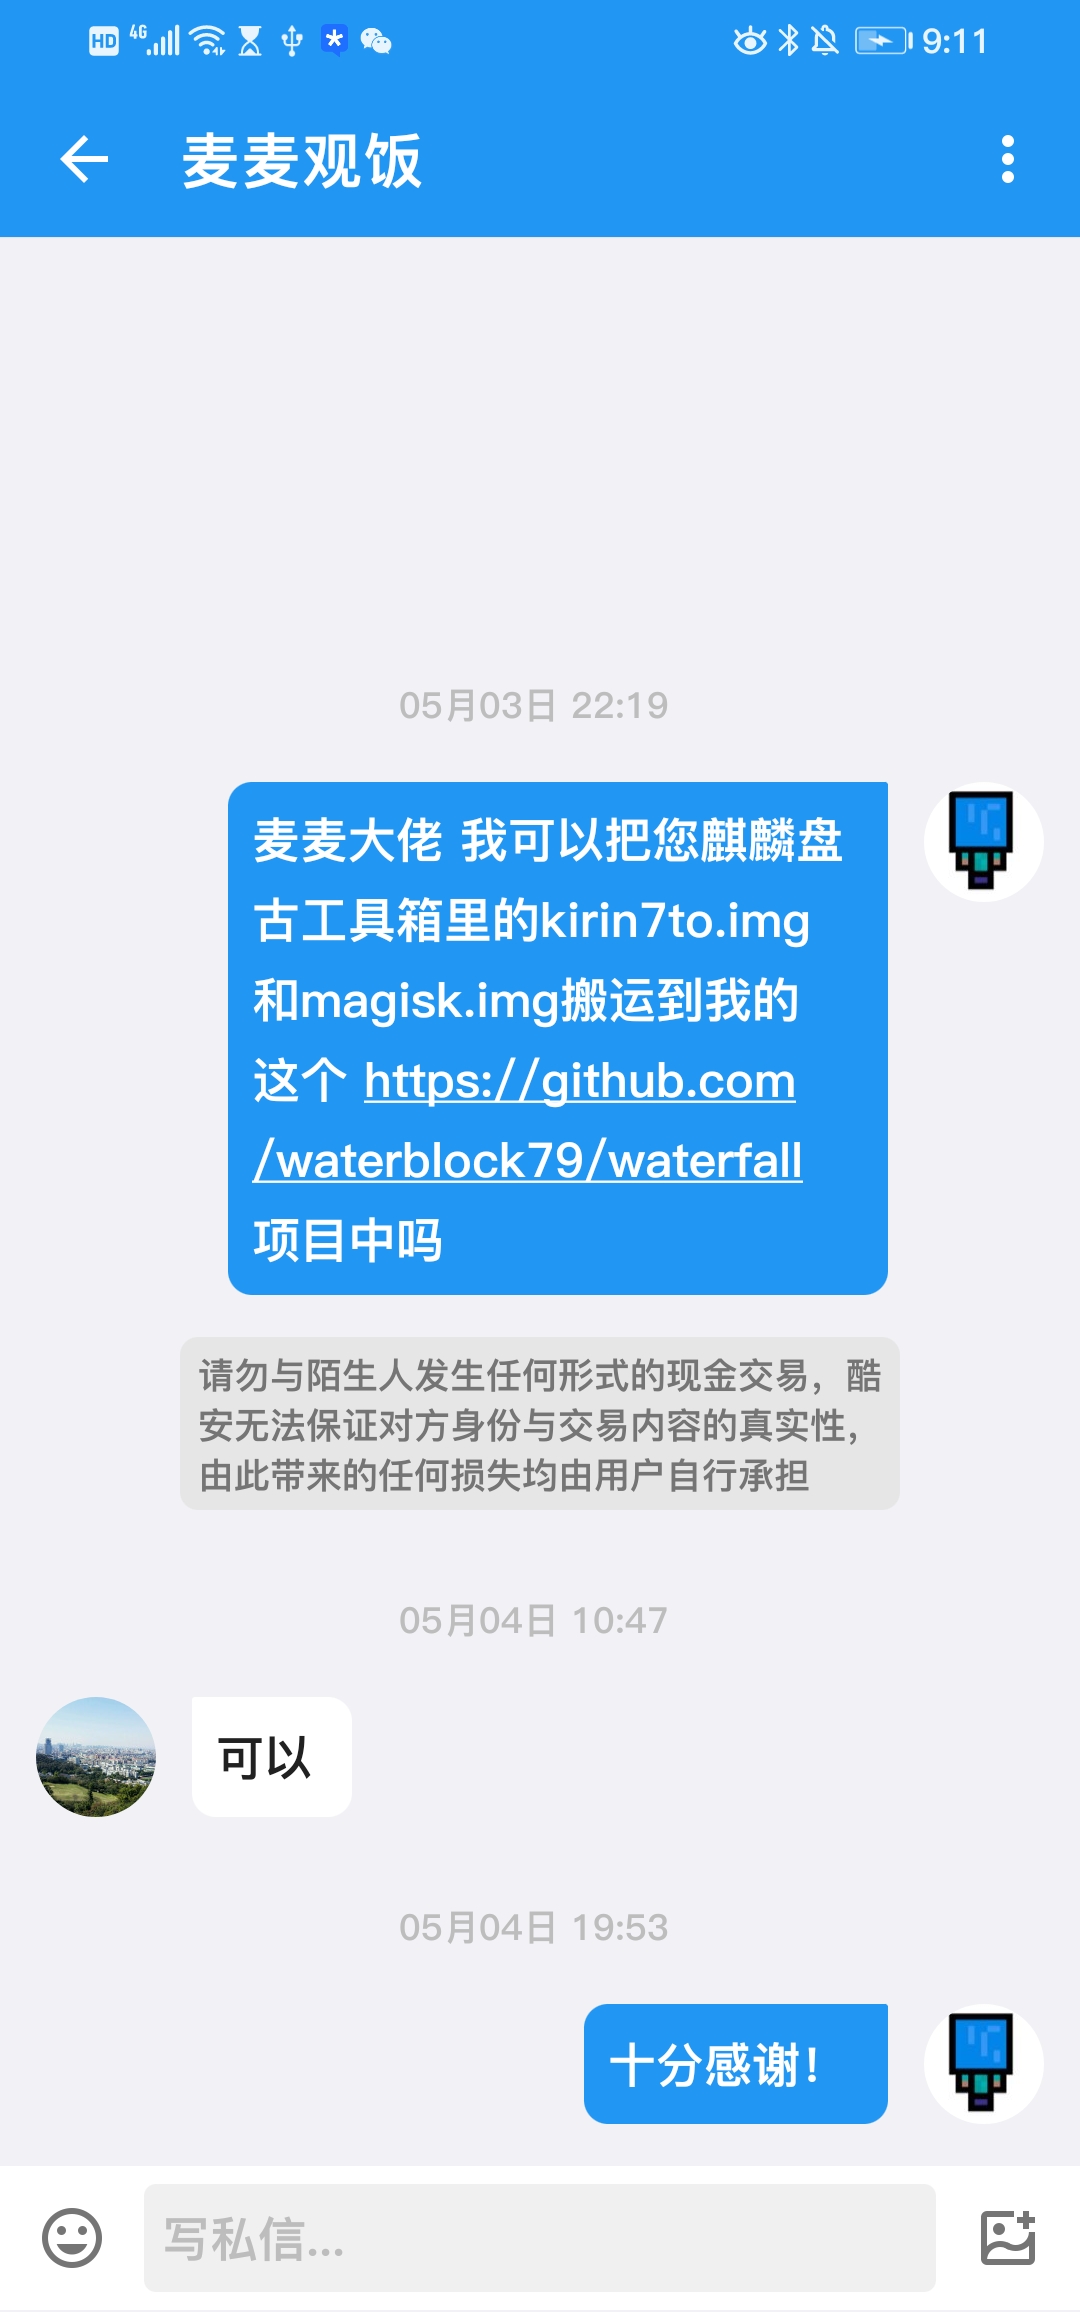 HD 4G 9:11
麦麦观饭
05月03日 22:19
麦麦大佬 我可以把您麒麟盘
古工具箱里的kirin7to.img
和magisk.img搬运到我的
这个 https://github.com
/waterblock79/waterfall
项目中吗
请勿与陌生人发生任何形式的现金交易，酷
安无法保证对方身份与交易内容的真实性，
由此带来的任何损失均由用户自行承担
05月04日 10:47
可以
05月04日 19:53
十分感谢！
写私信...